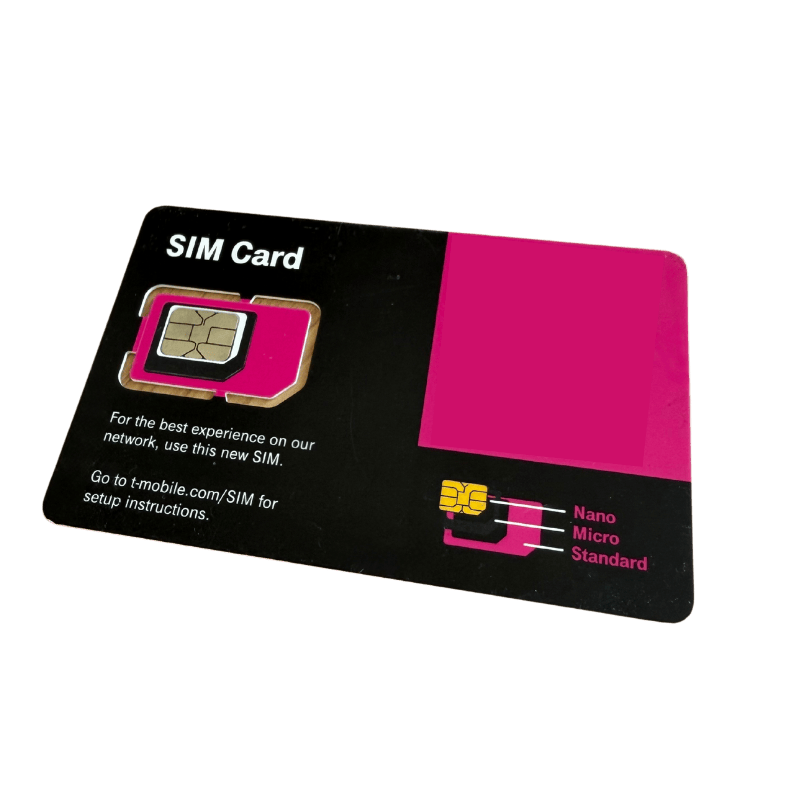 SIM Card
For the best experience on our
network, use this new SIM.
Go to t-mobile.com/SIM for
setup instructions.
Nano
Micro
Standard